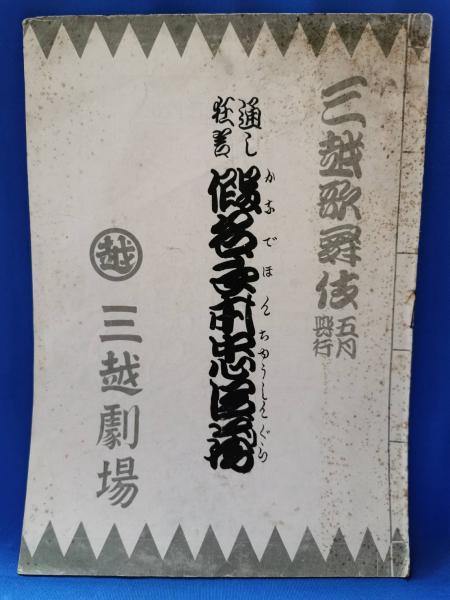 三越歌舞伎
五月
興行
通し
狂言
假名手本忠臣蔵
かなでほんちゆうしんぐら
越
三越劇場